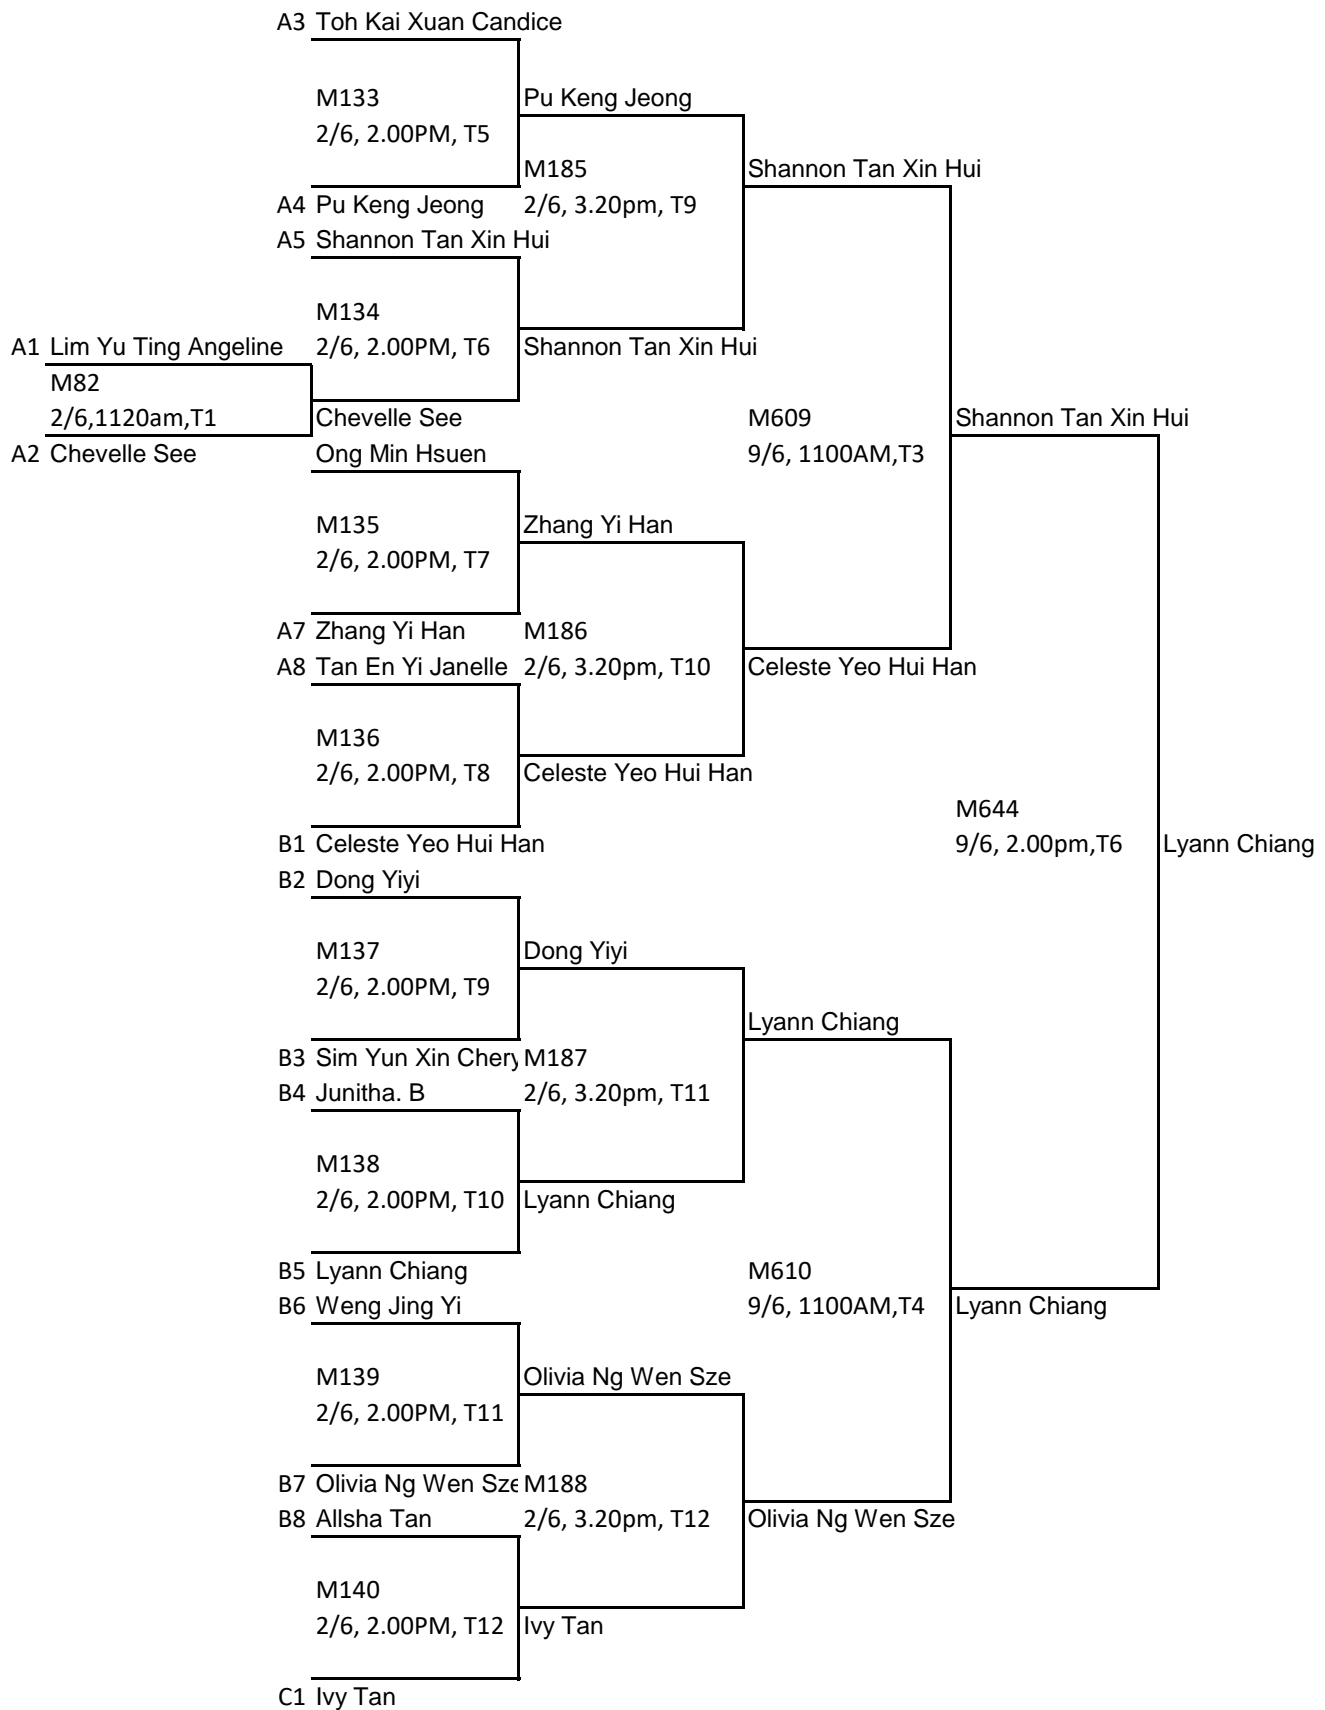 A3 Toh Kai Xuan Candice
M133 Pu Keng Jeong
2/6, 2.00PM, T5
M185 Shannon Tan Xin Hui
A4 Pu Keng Jeong 2/6, 3.20pm, T9
A5 Shannon Tan Xin Hui
M134
A1 Lim Yu Ting Angeline 2/6, 2.00PM, T6 Shannon Tan Xin Hui
M82
2/6,1120am,T1 Chevelle See M609 Shannon Tan Xin Hui
A2 Chevelle See Ong Min Hsuen 9/6, 1100AM,T3
M135 Zhang Yi Han
2/6, 2.00PM, T7
A7 Zhang Yi Han M186
A8 Tan En Yi Janelle 2/6, 3.20pm, T10 Celeste Yeo Hui Han
M136
2/6, 2.00PM, T8 Celeste Yeo Hui Han
M644
B1 Celeste Yeo Hui Han 9/6, 2.00pm,T6 Lyann Chiang
B2 Dong Yiyi
M137 Dong Yiyi
2/6, 2.00PM, T9
Lyann Chiang
B3 Sim Yun Xin Chery M187
B4 Junitha. B 2/6, 3.20pm, T11
M138
2/6, 2.00PM, T10 Lyann Chiang
B5 Lyann Chiang M610
B6 Weng Jing Yi 9/6, 1100AM,T4 Lyann Chiang
M139 Olivia Ng Wen Sze
2/6, 2.00PM, T11
B7 Olivia Ng Wen Sze M188
B8 Allsha Tan 2/6, 3.20pm, T12 Olivia Ng Wen Sze
M140
2/6, 2.00PM, T12 Ivy Tan
C1 Ivy Tan